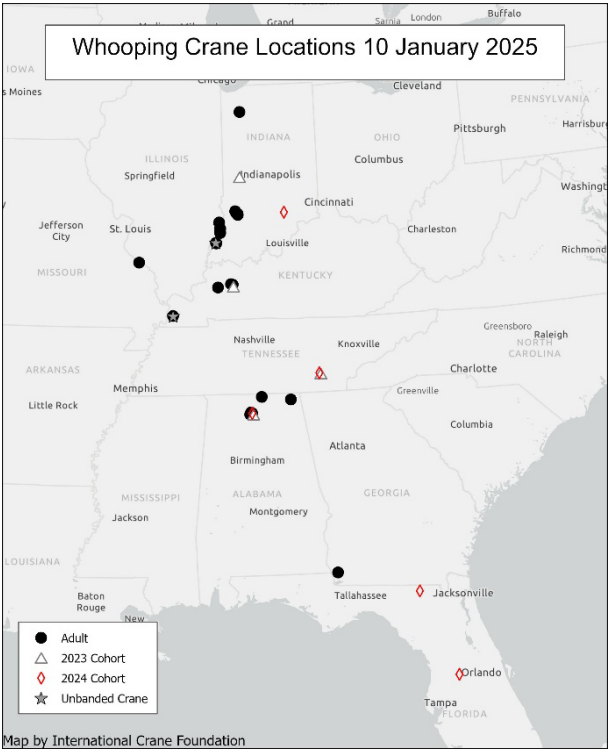 Grand
Sarnia
London
Buffalo
Whooping Crane Locations 10 January 2025
IOWA
Chicago
Cleveland
s Moines
PENNSYLVANIA
Pittsburgh
Harrisburg
INDIANA
OHIO
ILLINOIS
Columbus
Springfield
Indianapolis
Washingt
Cincinnati
Jefferson
City
St. Louis
Charleston
Louisville
Richmond
MISSOURI
KENTUCKY
Greensboro
Raleigh
Nashville
Knoxville
NORTH
CAROLINA
TENNESSEE
ARKANSAS
Charlotte
Memphis
Greenville
Little Rock
Columbia
Atlanta
Birmingham
MISSISSIPPI
ALABAMA
GEORGIA
Jackson
Montgomery
LOUISIANA
Baton
Rouge
Tallahassee
Jacksonville
New
Adult
2023 Cohort
2024 Cohort
Unbanded Crane
Orlando
Tampa
FLORIDA
Map by International Crane Foundation